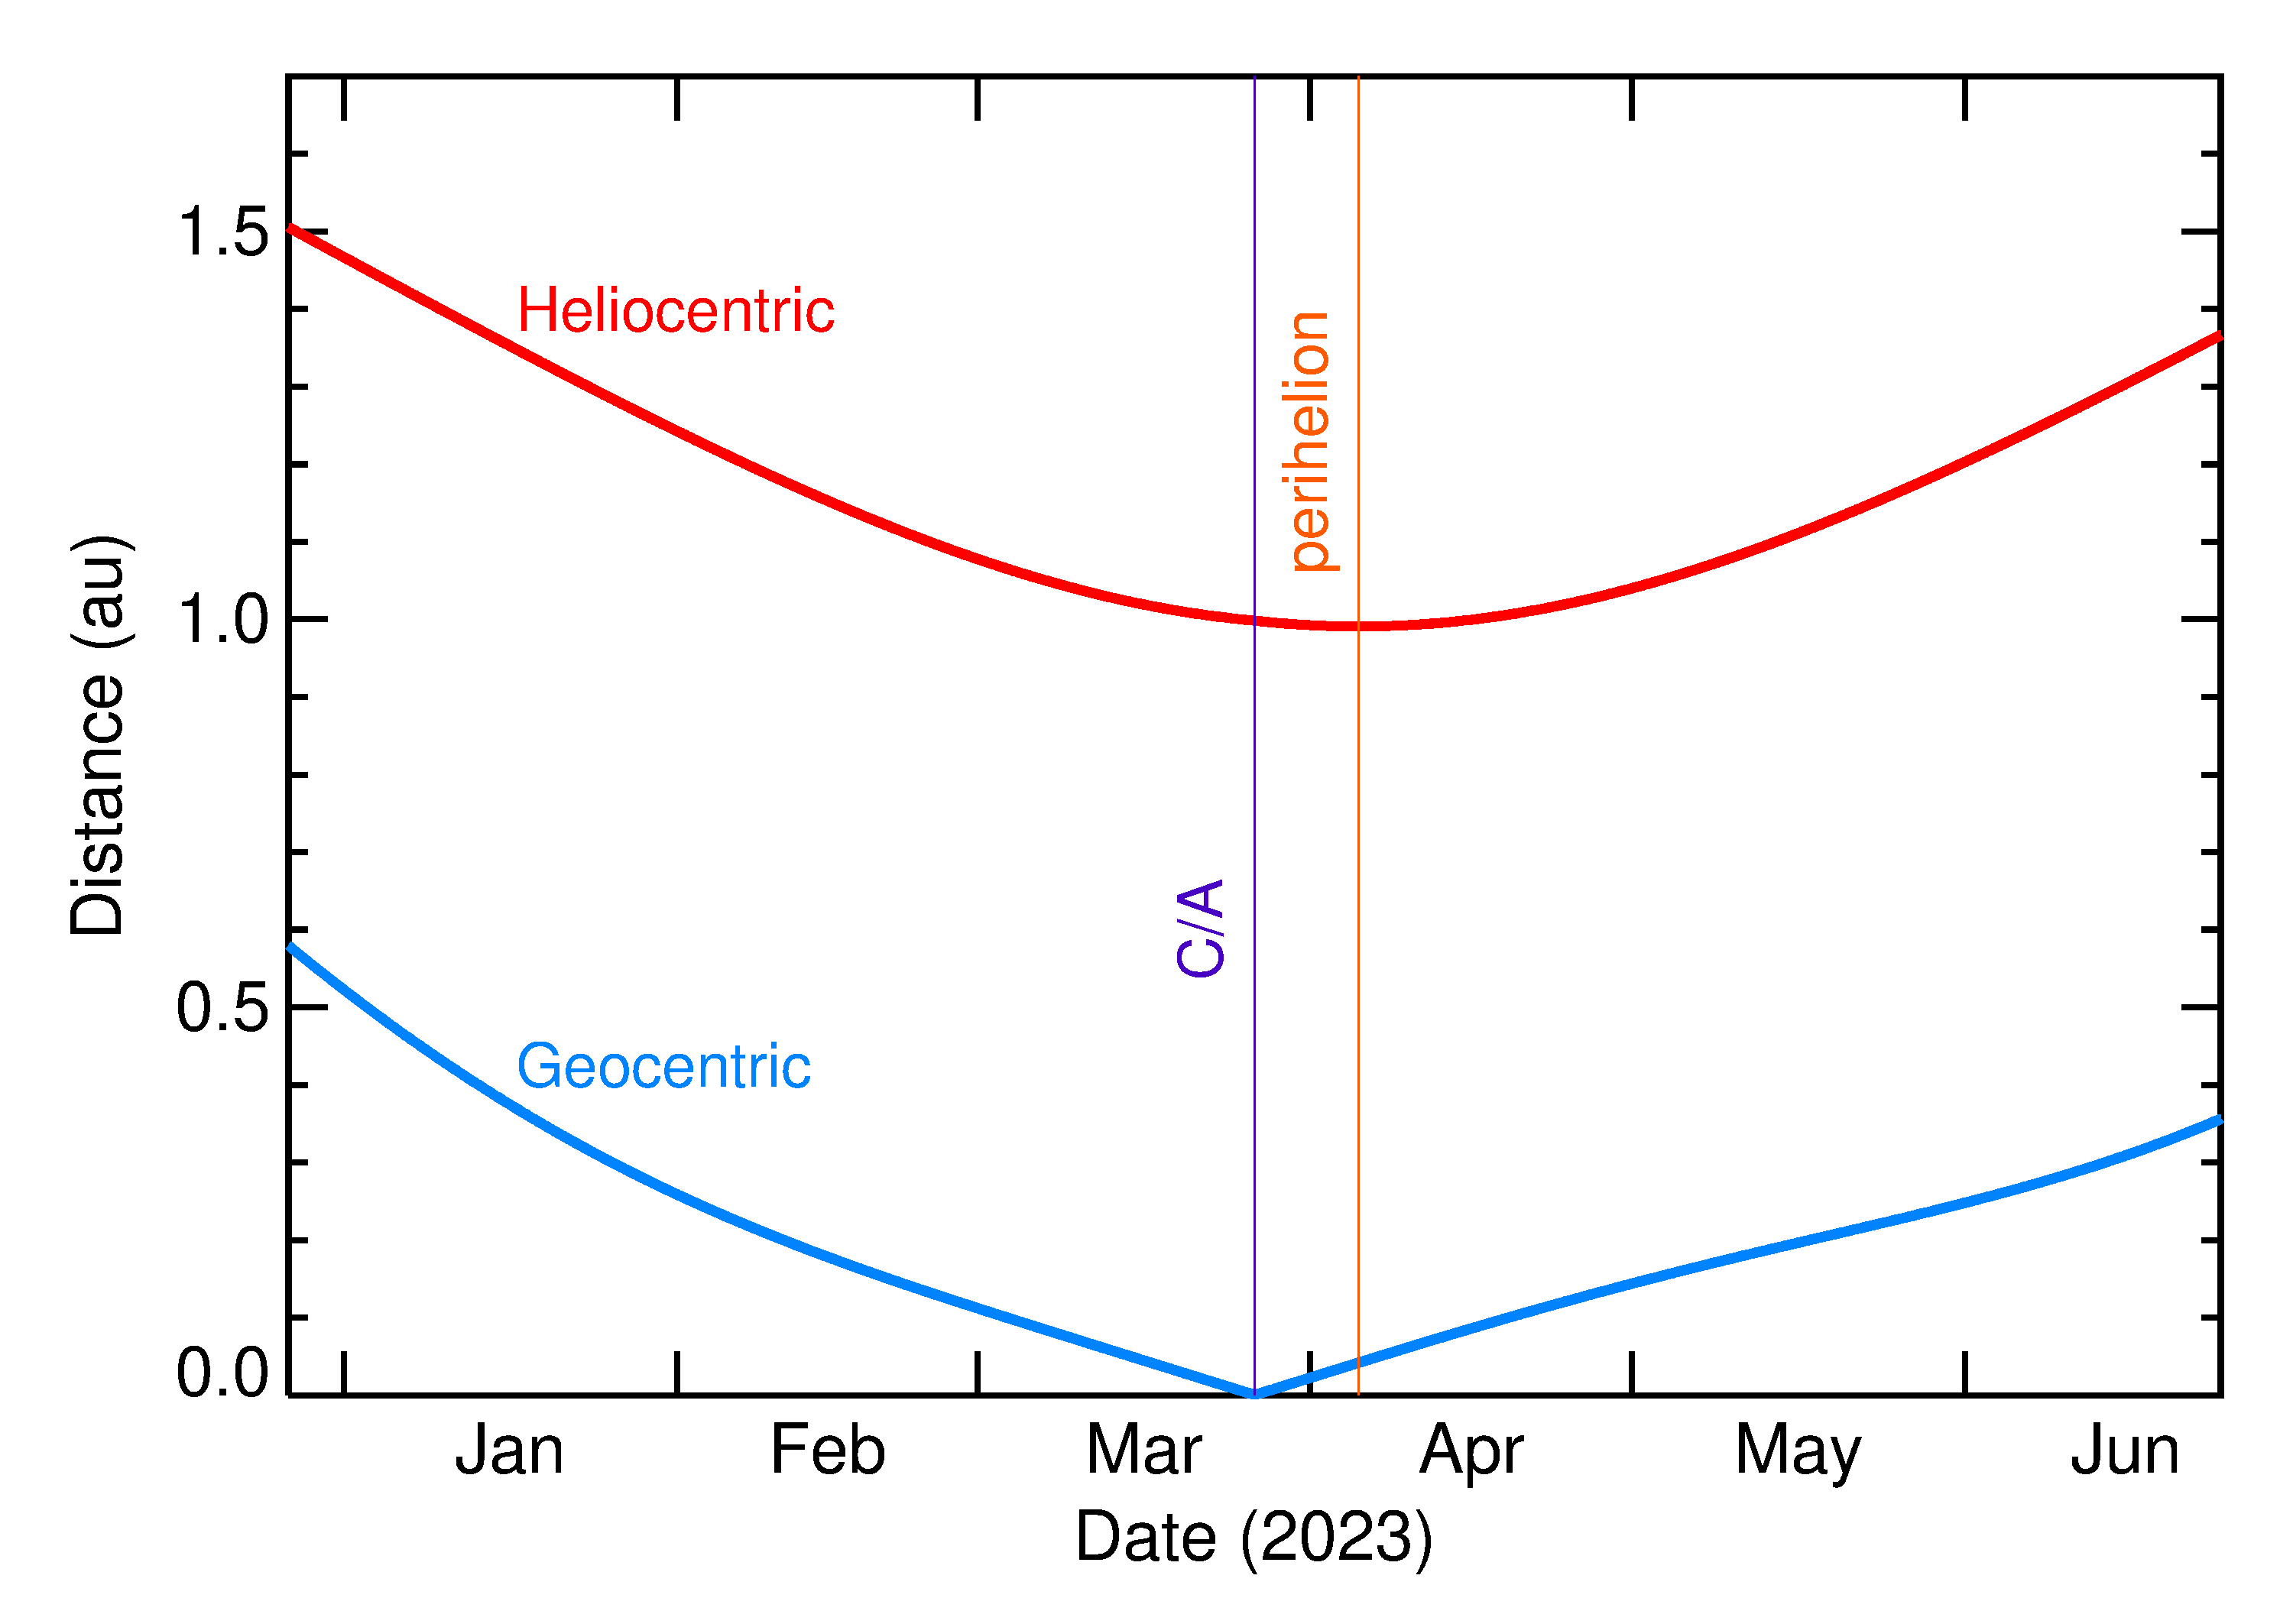 1.5
1.0
0.5
0.0
Distance (au)
Heliocentric
perihelion
C/A
Geocentric
Jan Feb Mar Apr May Jun
Date (2023)